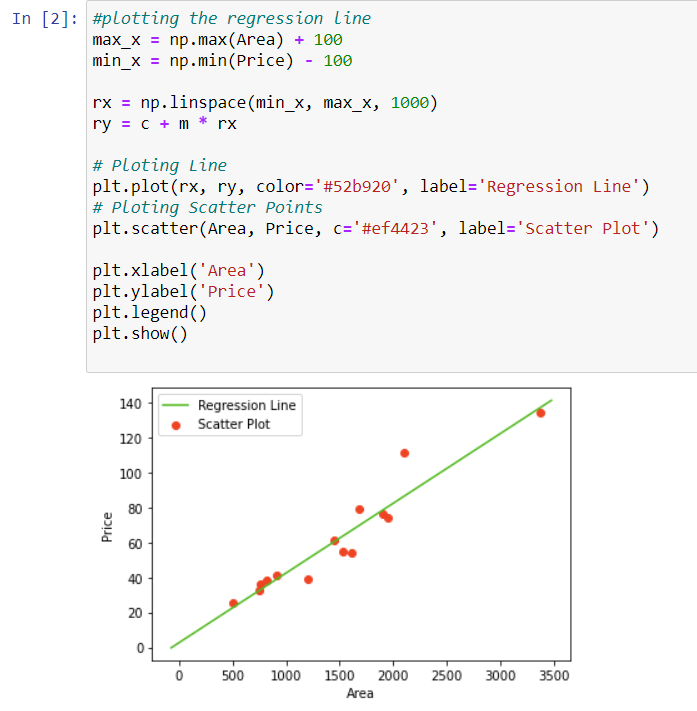 In [2]: #plotting the regression line
max_x = np.max(Area) + 100
min_x = np.min(Price) - 100
rx = np.linspace(min_x, max_x, 1000)
ry = c + m * rx
# Ploting Line
plt.plot(rx, ry, color='#52b920', label='Regression Line')
# Ploting Scatter Points
plt.scatter(Area, Price, c='#ef4423', label='Scatter Plot')
plt.xlabel('Area')
plt.ylabel('Price')
plt.legend()
plt.show()
Regression Line
Scatter Plot
140
120
100
80
60
40
20
0
Price
0 500 1000 1500 2000 2500 3000 3500
Area